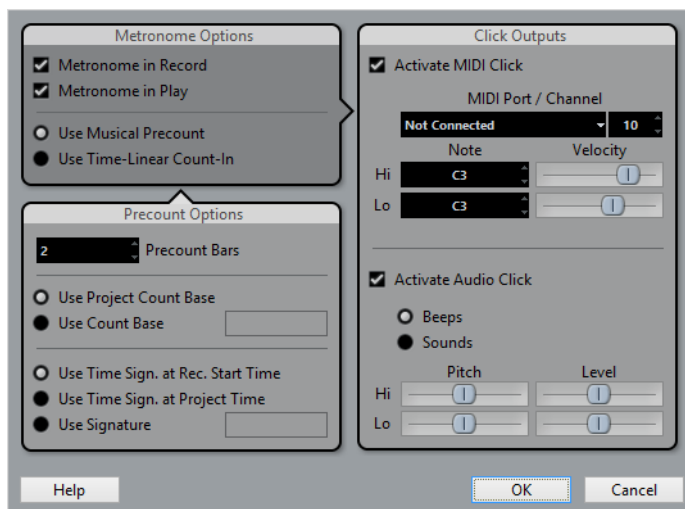 Metronome Options
Metronome in Record
Metronome in Play
Use Musical Precount
Use Time-Linear Count-In
Precount Options
2 Precount Bars
Use Project Count Base
Use Count Base
Use Time Sign. at Rec. Start Time
Use Time Sign. at Project Time
Use Signature
Click Outputs
Activate MIDI Click
MIDI Port / Channel
Not Connected 10
Note Velocity
Hi C3
Lo C3
Activate Audio Click
Beeps
Sounds
Pitch Level
Hi
Lo
Help OK Cancel